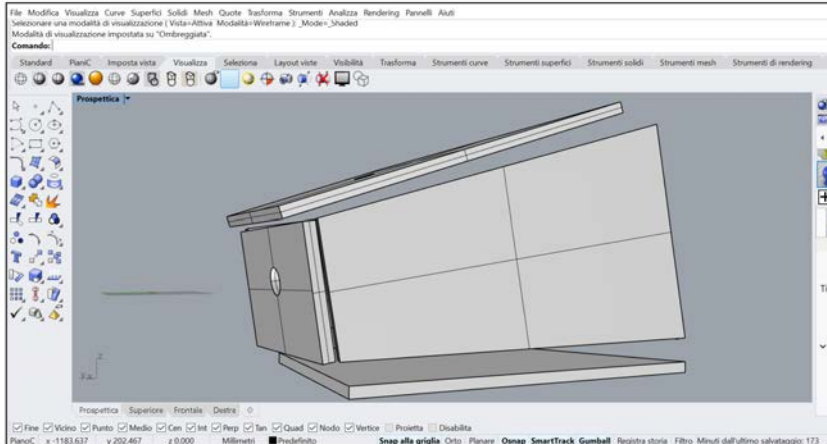 File Modifica Visualizza Curve Superfici Solidi Mesh Quote Trasforma Strumenti Analizza Rendering Pannelli Aiuti
Selezionare una modalità di visualizzazione ( Vista=Attiva Modalità=Wireframe ): _Mode=_Shaded
Modalità di visualizzazione impostata su "Ombreggiata".
Comando:
Standard PianiC Imposta vista Visualizza Seleziona Layout viste Visibilità Trasforma Strumenti curve Strumenti superfici Strumenti solidi Strumenti mesh Strumenti di rendering
Prospettica
Ti
z
x
Prospettica Superiore Frontale Destra
Fine Vicino Punto Medio Cen Int Perp Tan Quad Nodo Vertice Proietta Disabilita
PianoC x -1183.637 y 202.467 z 0.000 Millimetri Predefinito Snap alla griglia Orto Planare Osnap SmartTrack Gumball Registra storia Filtro Minuti dall'ultimo salvataggio: 173